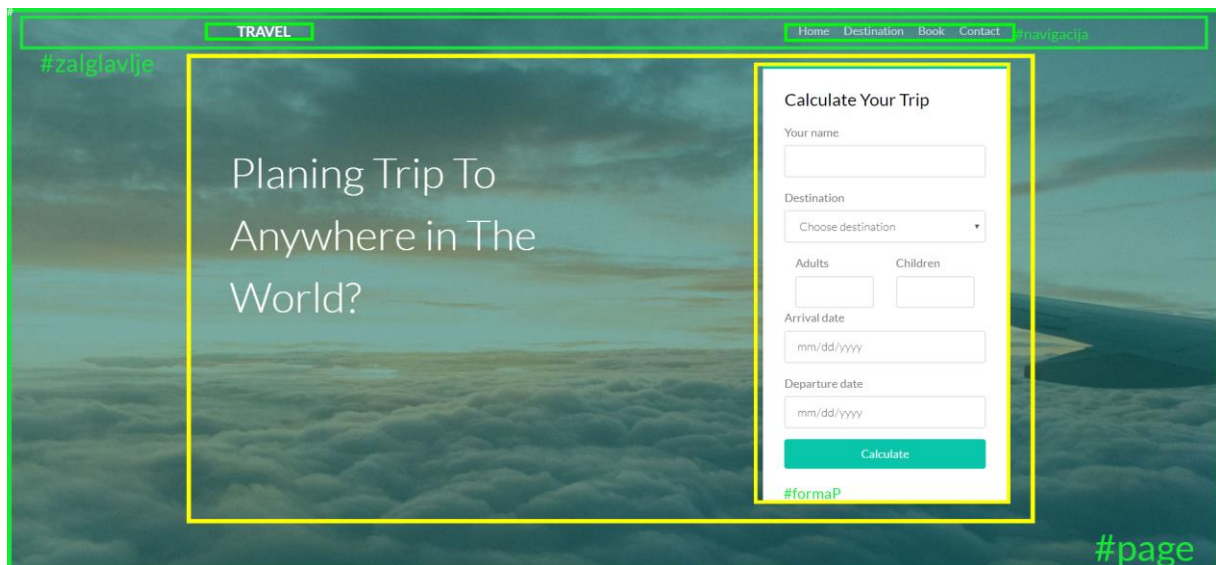 TRAVEL
Home Destination Book Contact
#navigacija
#zalglavlje
Calculate Your Trip
Your name
Planing Trip To
Anywhere in The
World?
Destination
Choose destination
Adults Children
Arrival date
mm/dd/yyyy
Departure date
mm/dd/yyyy
Calculate
#formaP
#page